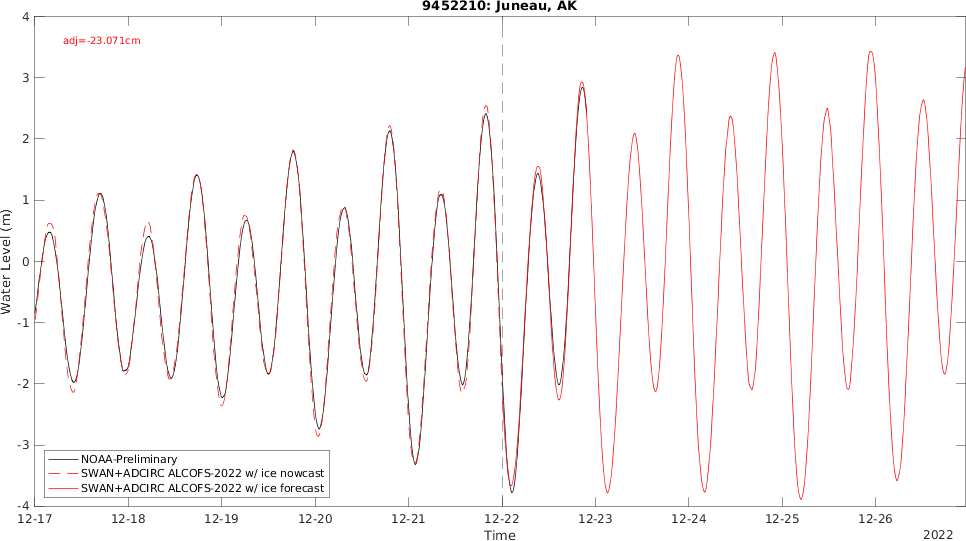 9452210: Juneau, AK
adj=-23.071cm
Water Level (m)
4
3
2
1
0
-1
-2
-3
-4
NOAA-Preliminary
SWAN+ADCIRC ALCOFS-2022 w/ ice nowcast
SWAN+ADCIRC ALCOFS-2022 w/ ice forecast
12-17 12-18 12-19 12-20 12-21 12-22 12-23 12-24 12-25 12-26
Time
2022